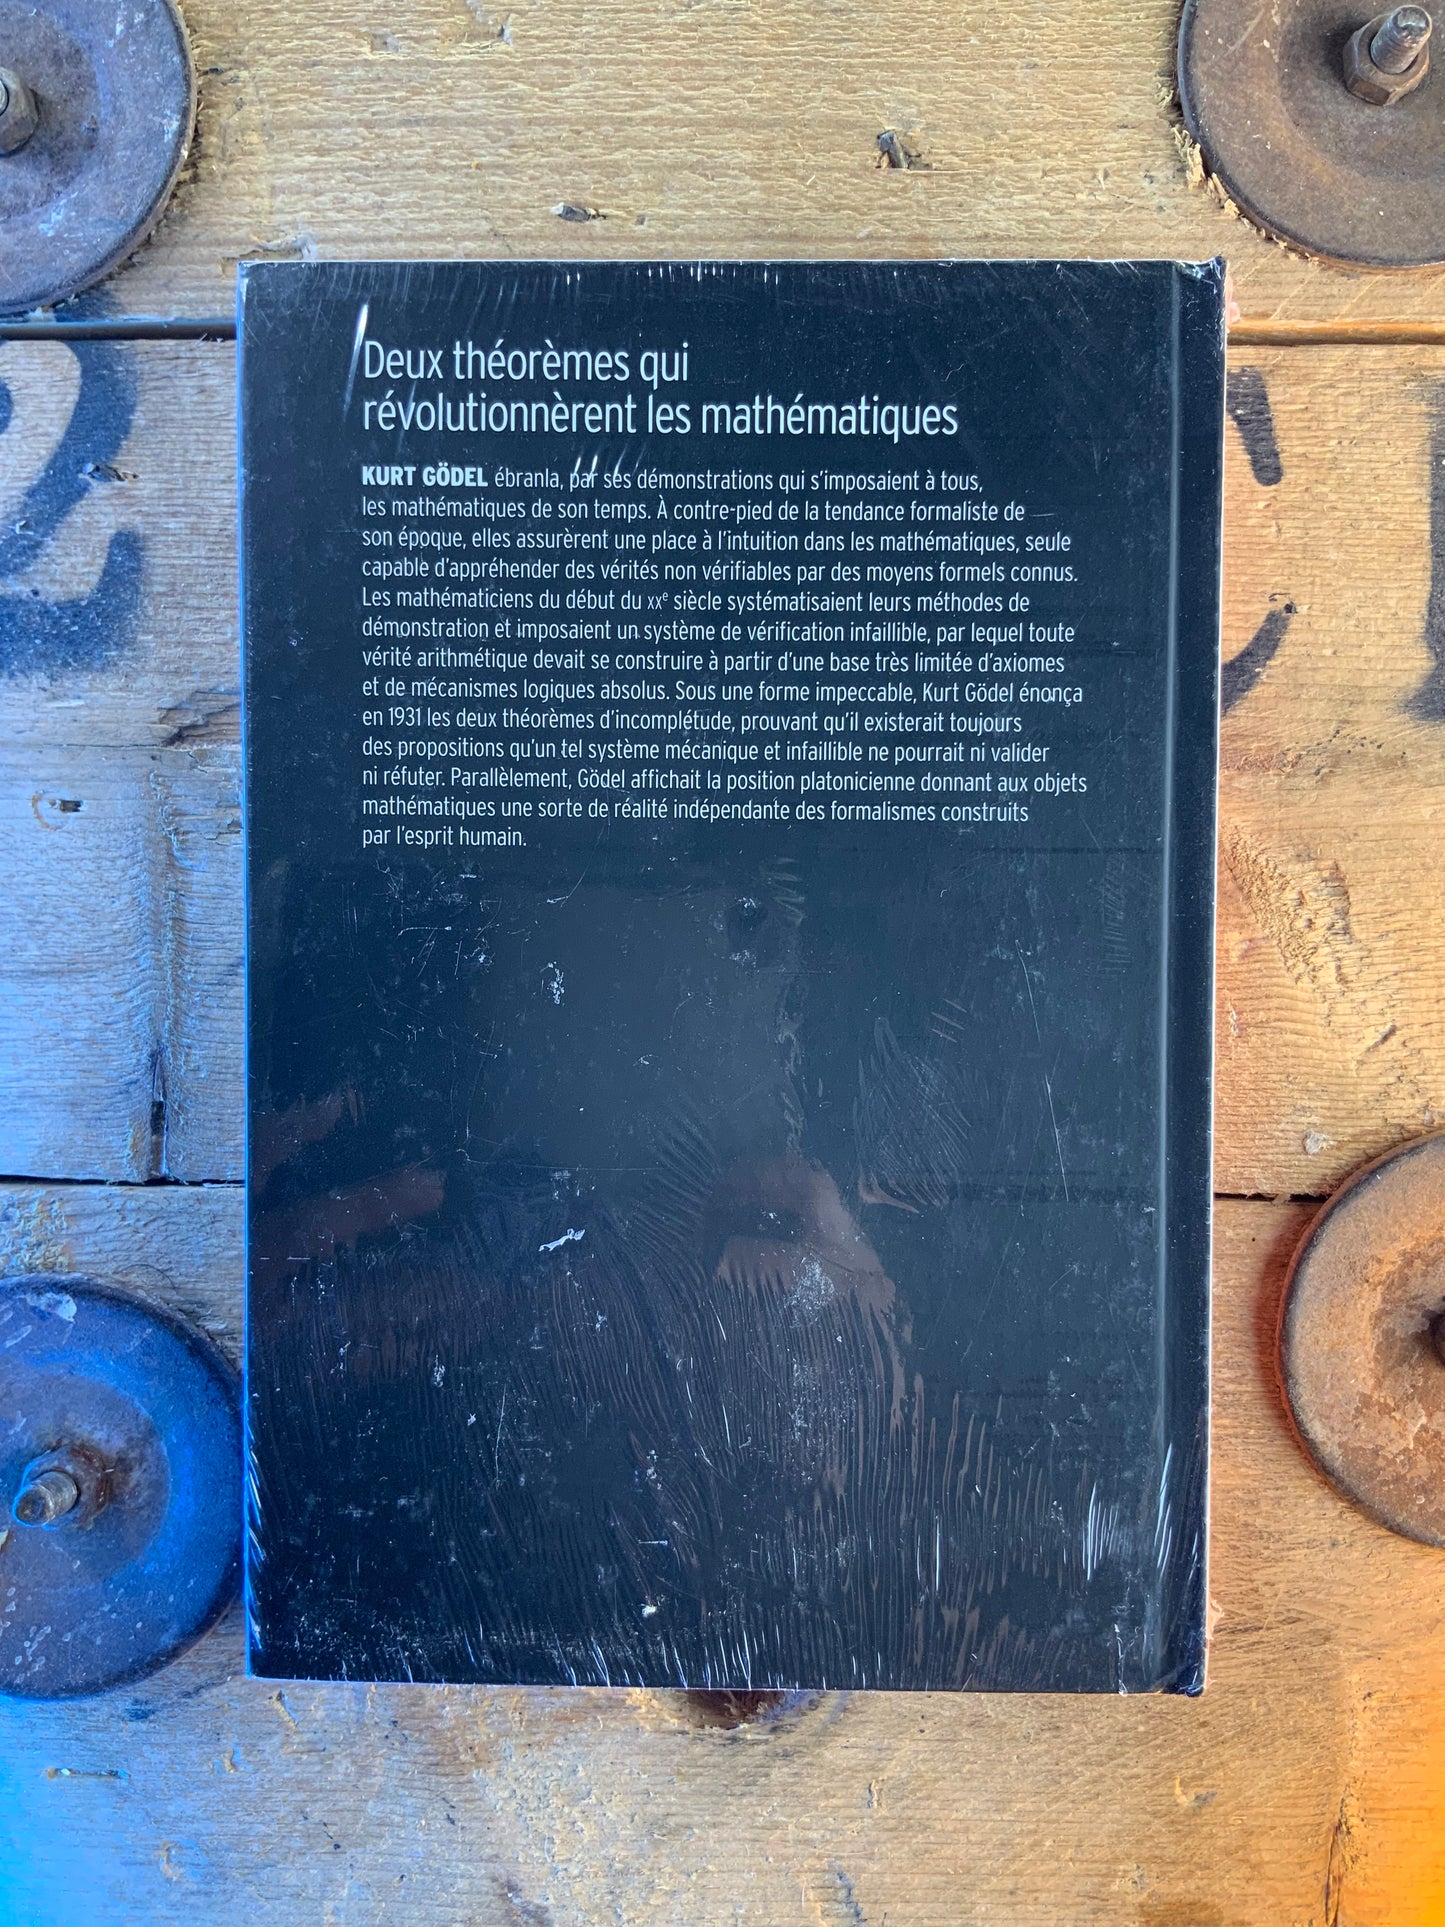 Deux théorèmes qui
révolutionnèrent les mathématiques
KURT GÖDEL ébranla, par ses démonstrations qui s'imposaient à tous,
les mathématiques de son temps. À contre-pied de la tendance formaliste de
son époque, elles assurèrent une place à l'intuition dans les mathématiques, seule
capable d'appréhender des vérités non vérifiables par des moyens formels connus.
Les mathématiciens du début du XXe siècle systématisaient leurs méthodes de
démonstration et imposaient un système de vérification infaillible, par lequel toute
vérité arithmétique devait se construire à partir d'une base très limitée d'axiomes
et de mécanismes logiques absolus. Sous une forme impeccable, Kurt Gödel énonça
en 1931 les deux théorèmes d'incomplétude, prouvant qu'il existerait toujours
des propositions qu'un tel système mécanique et infaillible ne pourrait ni valider
ni réfuter. Parallèlement, Gödel affichait la position platonicienne donnant aux objets
mathématiques une sorte de réalité indépendante des formalismes construits
par l'esprit humain.